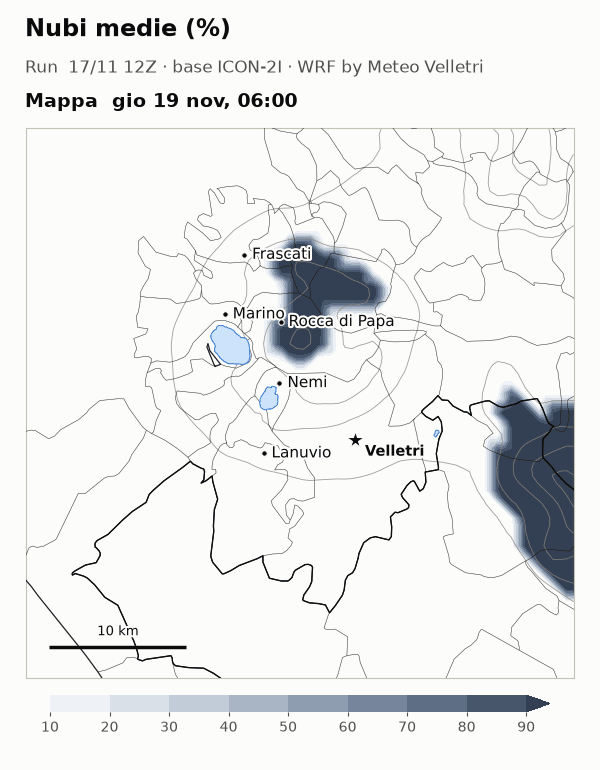 Nubi medie (%)
Run  17/11 12Z · base ICON-2I · WRF by Meteo Velletri
Mappa  gio 19 nov, 06:00
Frascati
Marino
Rocca di Papa
Nemi
Velletri
Lanuvio
10 km
10 20 30 40 50 60 70 80 90